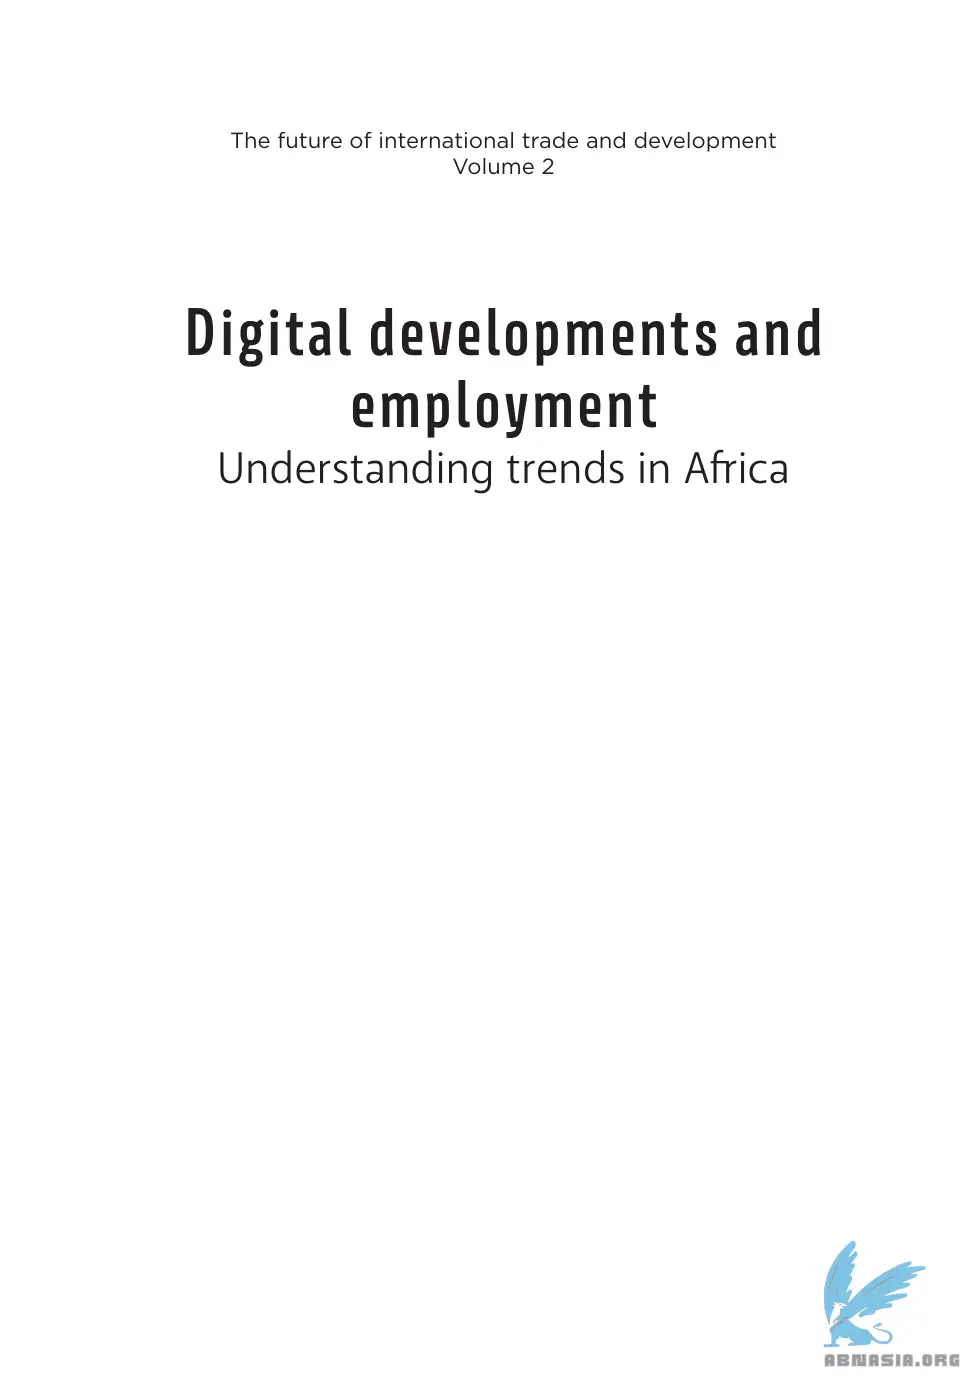 The future of international trade and development
Volume 2
Digital developments and
employment
Understanding trends in Africa
ABNASIA.ORG